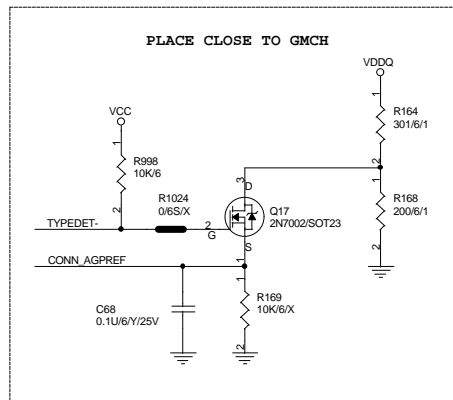 PLACE CLOSE TO GMCH
VDDQ
1
R164
301/6/1
2
VCC
1
R998
10K/6
2
R1024
0/6S/X
3
D
Q17
2N7002/SOT23
2
G
S
1
R168
200/6/1
2
TYPEDET-
CONN_AGPREF
1
R169
10K/6/X
2
C68
0.1U/6/Y/25V